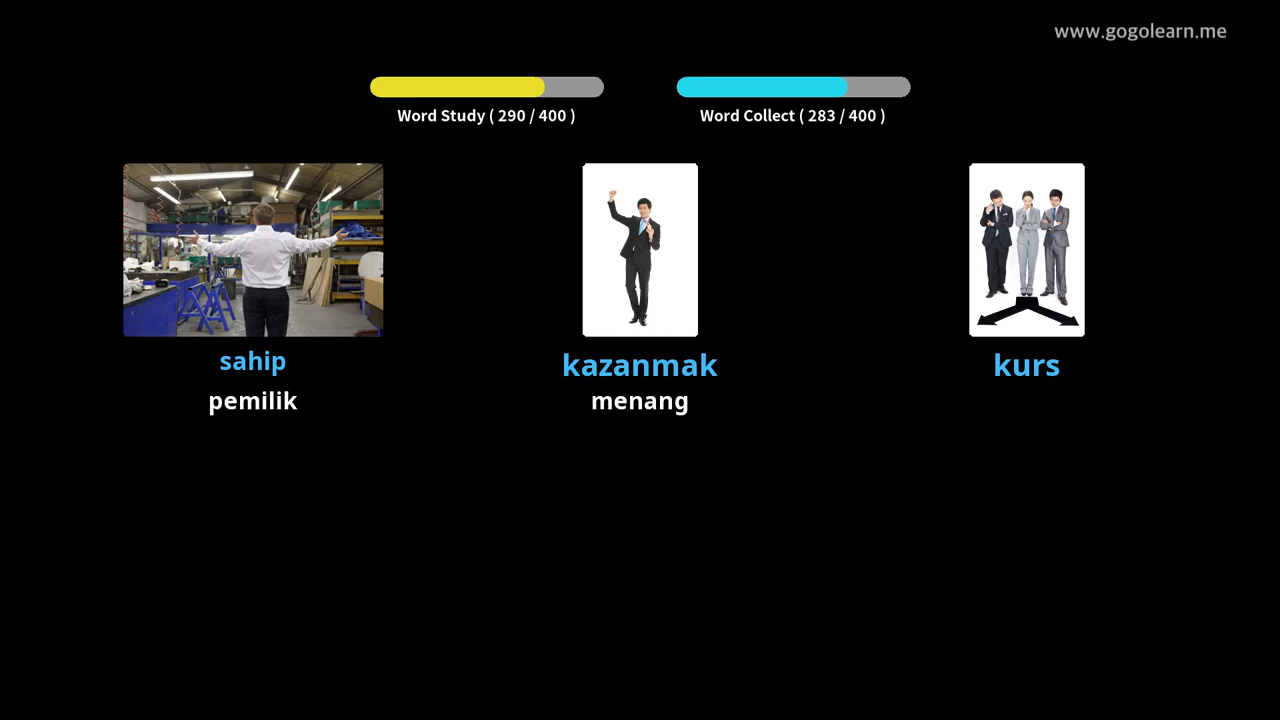 www.gogolearn.me
Word Study ( 290 / 400 )
Word Collect ( 283 / 400 )
sahip
pemilik
kazanmak
menang
kurs